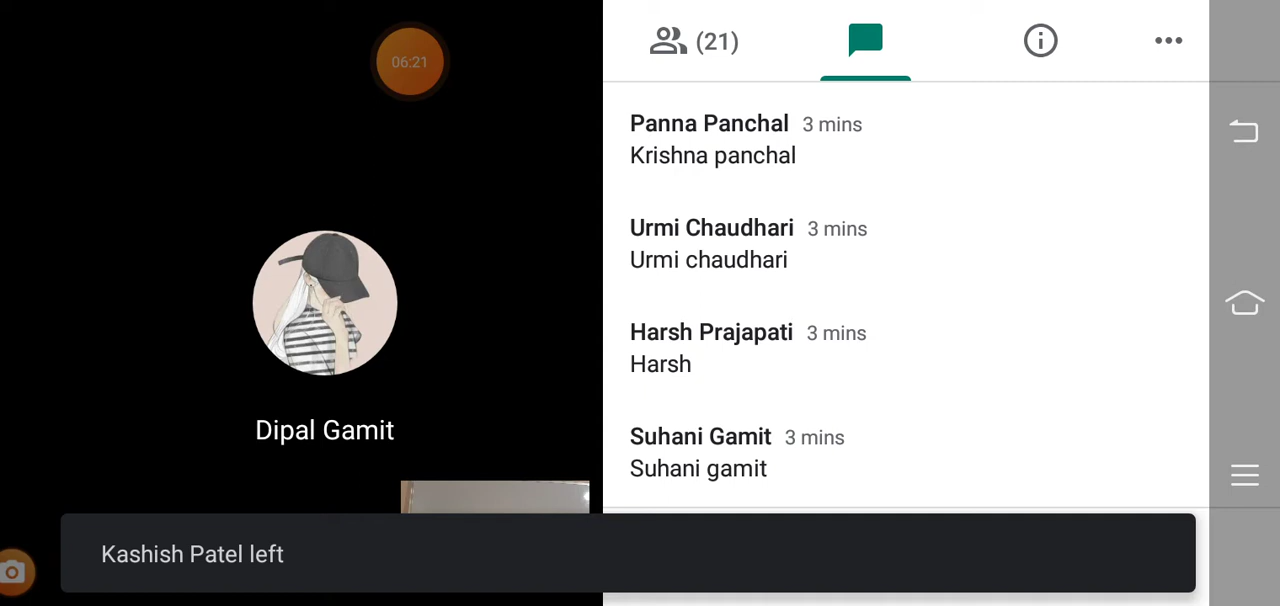 06:21
Dipal Gamit
(21)
Panna Panchal 3 mins
Krishna panchal
Urmi Chaudhari 3 mins
Urmi chaudhari
Harsh Prajapati 3 mins
Harsh
Suhani Gamit 3 mins
Suhani gamit
Kashish Patel left